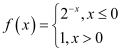 f(x) = {2⁻ˣ, x ≤ 0
1, x > 0